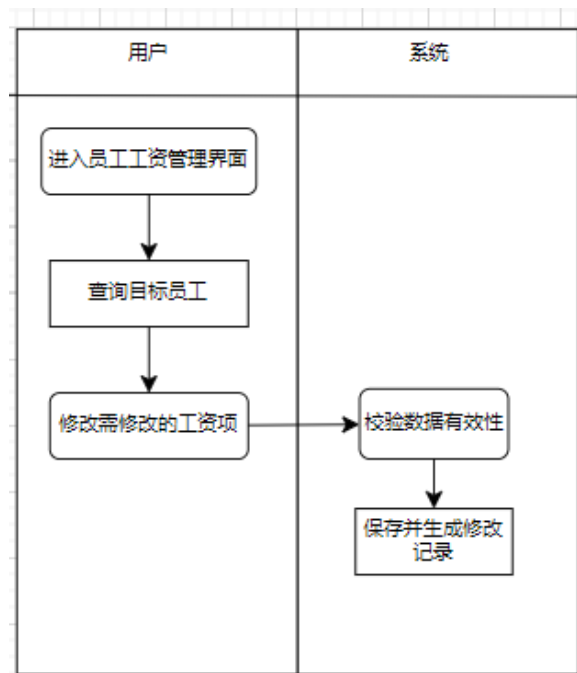 用户
系统
进入员工工资管理界面
查询目标员工
修改需修改的工资项
校验数据有效性
保存并生成修改
记录